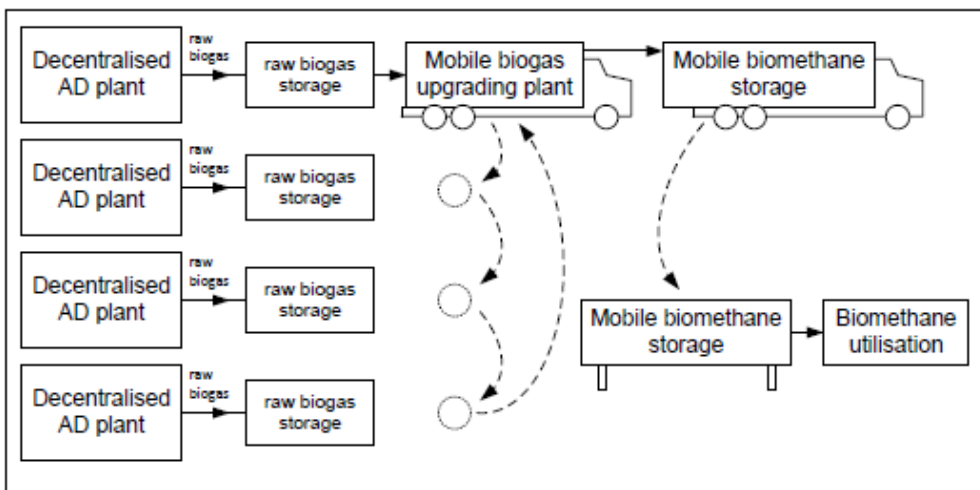 Decentralised
AD plant
raw
biogas
raw biogas
storage
Mobile biogas
upgrading plant
Mobile biomethane
storage
Decentralised
AD plant
raw
biogas
raw biogas
storage
Decentralised
AD plant
raw
biogas
raw biogas
storage
Mobile biomethane
storage
Biomethane
utilisation
Decentralised
AD plant
raw
biogas
raw biogas
storage